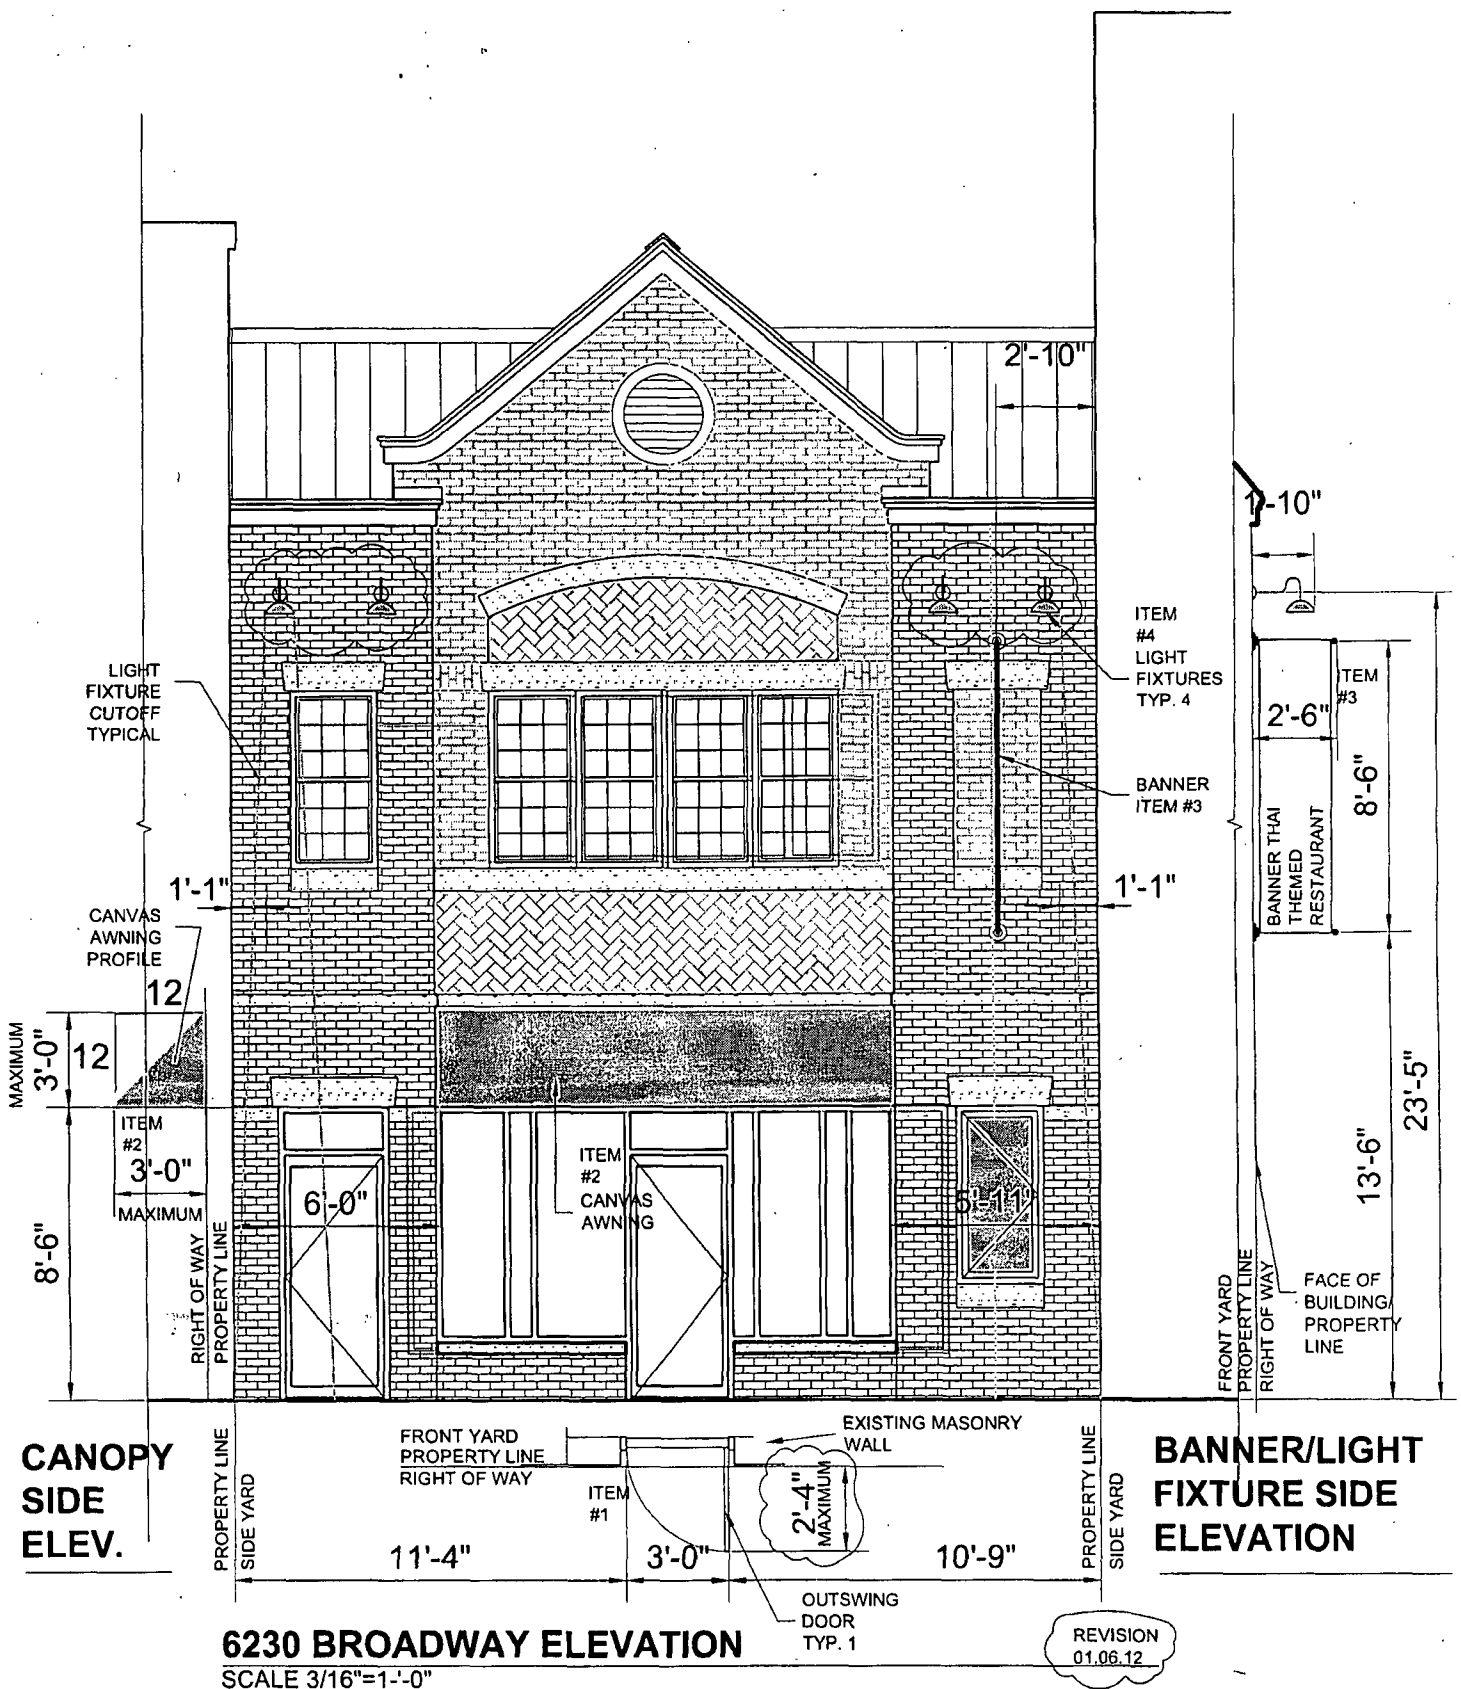 2'-10"
1'-10"
ITEM
#4
LIGHT
FIXTURES
TYP. 4
LIGHT
FIXTURE
CUTOFF
TYPICAL
ITEM
#3
2'-6"
8'-6"
BANNER
ITEM #3
BANNER THAI
THEMED
RESTAURANT
1'-1"
1'-1"
CANVAS
AWNING
PROFILE
12
12
MAXIMUM
3'-0"
23'-5"
ITEM
#2
3'-0"
MAXIMUM
ITEM
#2
CANVAS
AWNING
13'-6"
6'-0"
5'-11"
8'-6"
RIGHT OF WAY
PROPERTY LINE
FRONT YARD
PROPERTY LINE
RIGHT OF WAY
FACE OF
BUILDING/
PROPERTY
LINE
CANOPY
SIDE
ELEV.
PROPERTY LINE
SIDE YARD
FRONT YARD
PROPERTY LINE
RIGHT OF WAY
EXISTING MASONRY
WALL
ITEM
#1
2'-4"
MAXIMUM
PROPERTY LINE
SIDE YARD
BANNER/LIGHT
FIXTURE SIDE
ELEVATION
11'-4"
3'-0"
10'-9"
OUTSWING
DOOR
TYP. 1
6230 BROADWAY ELEVATION
SCALE 3/16"=1'-0"
REVISION
01.06.12